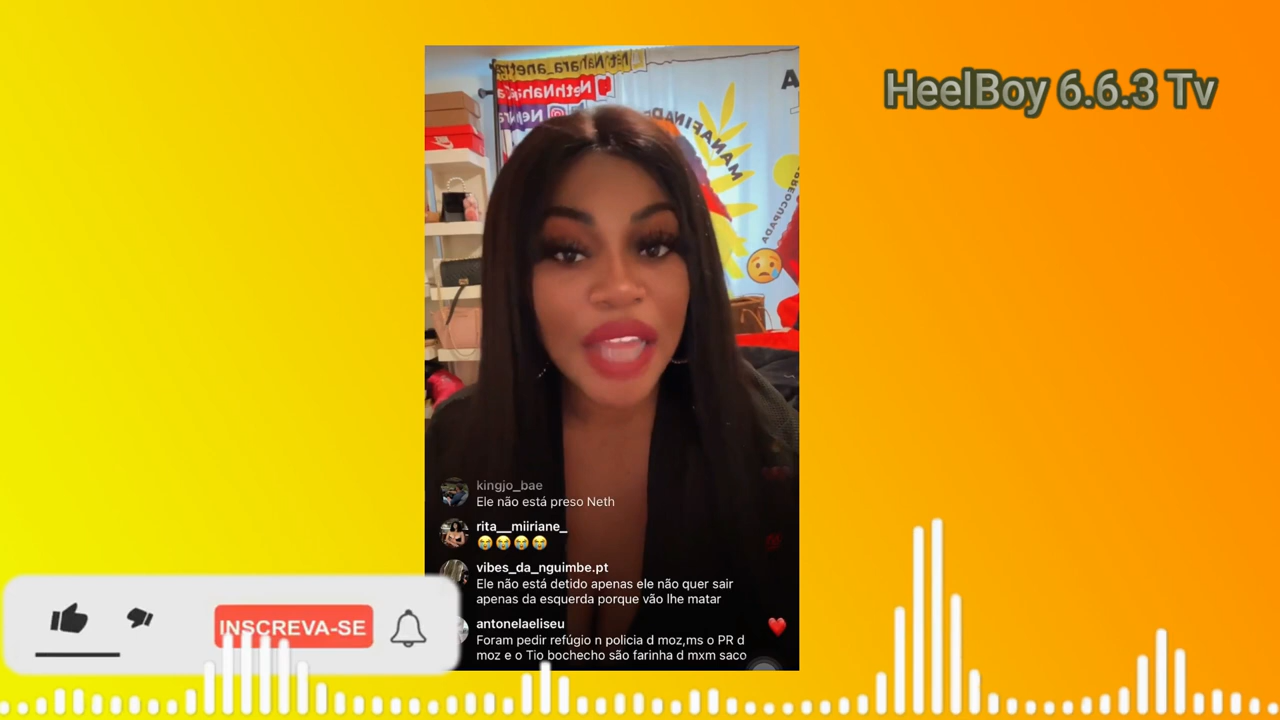 HeelBoy 6.6.3 Tv
MANAFINADE
PREOCUPADA
kingjo_bae
Ele não está preso Neth
rita__miiriane_
😭😭😭😭
vibes_da_nguimbe.pt
Ele não está detido apenas ele não quer sair
apenas da esquerda porque vão lhe matar
antonelaeliseu
Foram pedir refúgio n policia d moz,ms o PR d
moz e o Tio bochecho são farinha d mxm saco
INSCREVA-SE